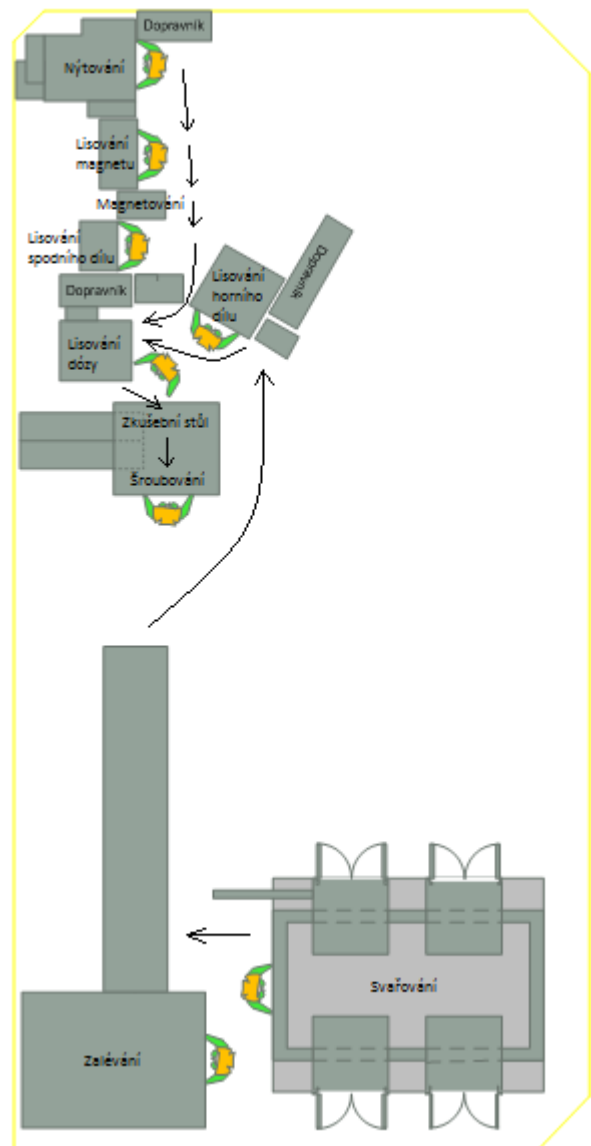 Dopravník
Nýtování
Lisování
magnetu
Magnetování
Lisování
spodního dílu
Dopravník
Lisování
horního
dílu
Dopravník
Lisování
dózy
Zkušební stůl
Šroubování
Svařování
Zalévání